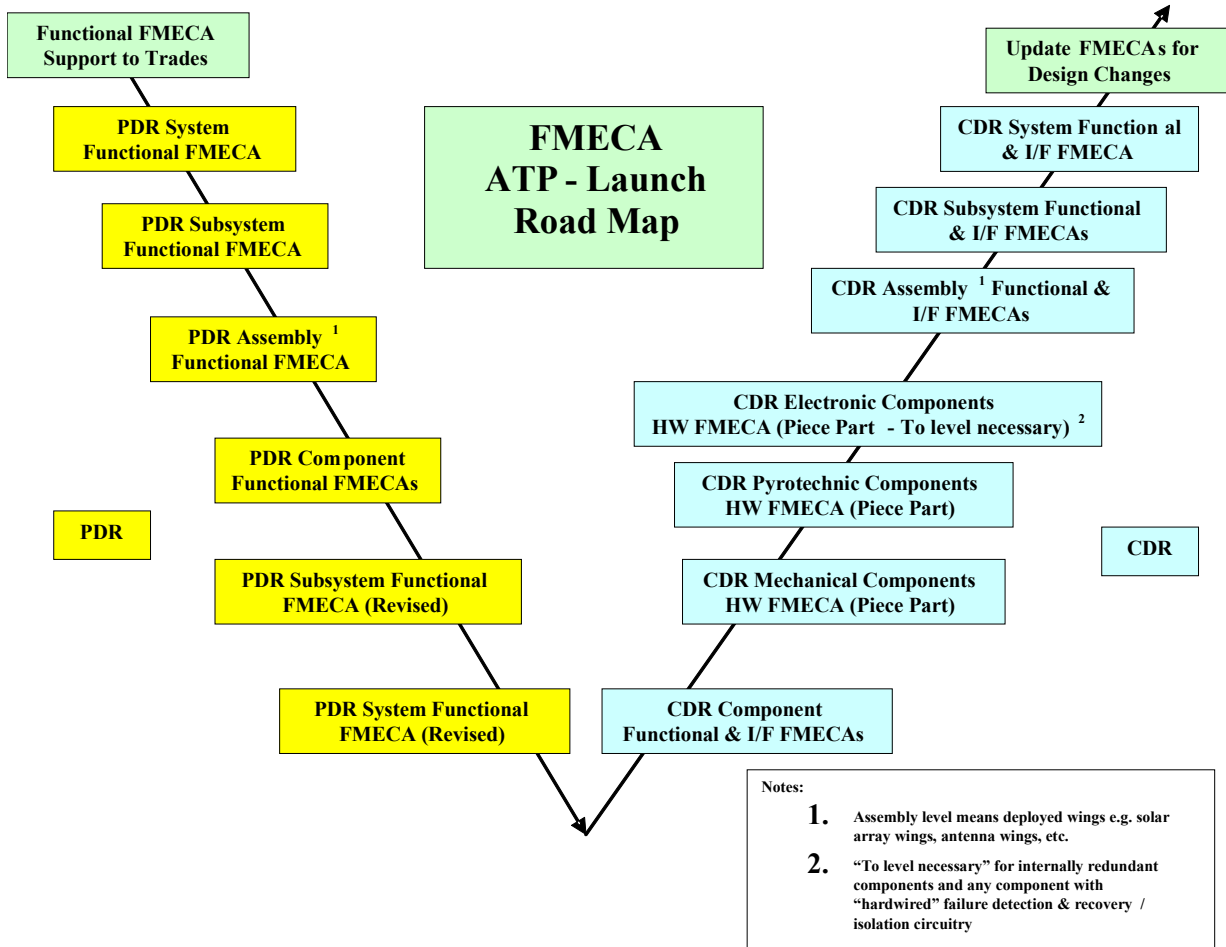 Functional FMECA
Support to Trades
PDR System
Functional FMECA
PDR Subsystem
Functional FMECA
PDR Assembly 1
Functional FMECA
PDR Component
Functional FMECAs
PDR
PDR Subsystem Functional
FMECA (Revised)
PDR System Functional
FMECA (Revised)
FMECA
ATP - Launch
Road Map
Update FMECAs for
Design Changes
CDR System Function al
& I/F FMECA
CDR Subsystem Functional
& I/F FMECAs
CDR Assembly 1 Functional &
I/F FMECAs
CDR Electronic Components
HW FMECA (Piece Part - To level necessary) 2
CDR Pyrotechnic Components
HW FMECA (Piece Part)
CDR
CDR Mechanical Components
HW FMECA (Piece Part)
CDR Component
Functional & I/F FMECAs
Notes:
1. Assembly level means deployed wings e.g. solar
array wings, antenna wings, etc.
2. “To level necessary” for internally redundant
components and any component with
“hardwired” failure detection & recovery /
isolation circuitry